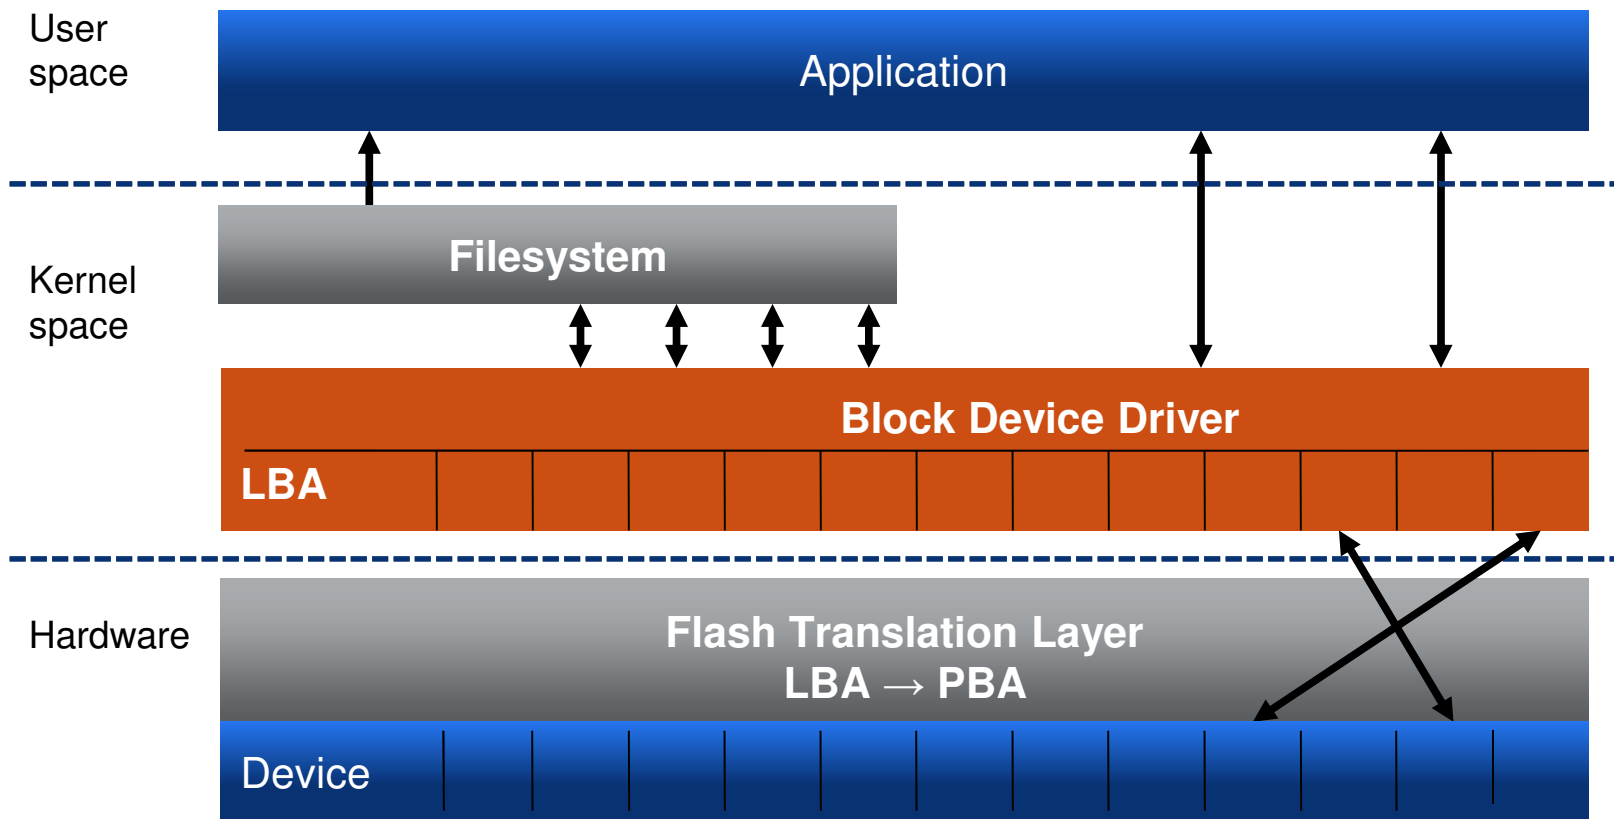 User
space
Application
Filesystem
Kernel
space
Block Device Driver
LBA
Hardware
Flash Translation Layer
LBA → PBA
Device